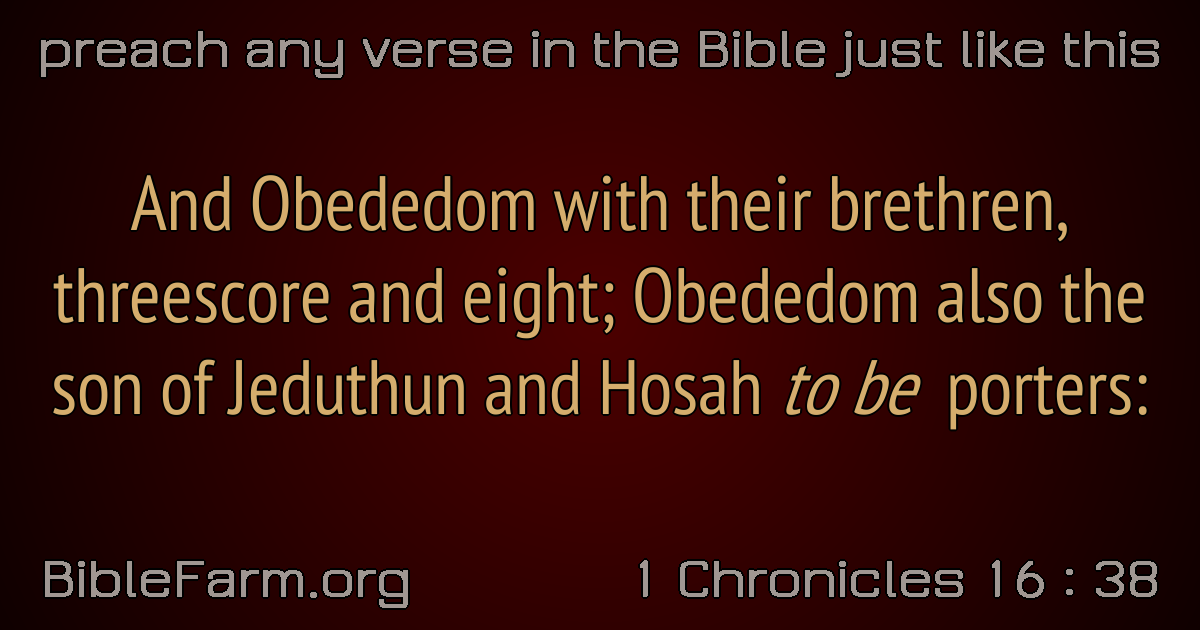 preach any verse in the Bible just like this
And Obededom with their brethren,
threescore and eight; Obededom also the
son of Jeduthun and Hosah to be porters:
BibleFarm.org 1 Chronicles 16 : 38